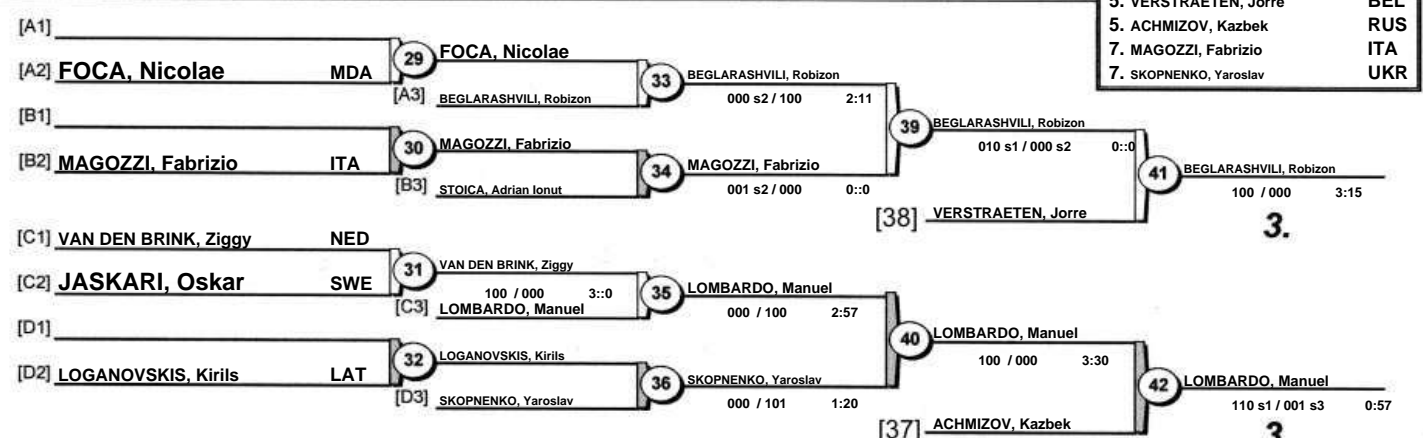 5. VERSTRAETEN, Jorre BEL
5. ACHMIZOV, Kazbek RUS
7. MAGOZZI, Fabrizio ITA
7. SKOPNENKO, Yaroslav UKR
[A1]
[A2] FOCA, Nicolae MDA
29
FOCA, Nicolae
[A3] BEGLARASHVILI, Robizon
33
BEGLARASHVILI, Robizon
000 s2 / 100 2:11
[B1]
[B2] MAGOZZI, Fabrizio ITA
30
MAGOZZI, Fabrizio
[B3] STOICA, Adrian Ionut
34
MAGOZZI, Fabrizio
001 s2 / 000 0::0
39
BEGLARASHVILI, Robizon
010 s1 / 000 s2 0::0
[38] VERSTRAETEN, Jorre
41
BEGLARASHVILI, Robizon
100 / 000 3:15
3.
[C1] VAN DEN BRINK, Ziggy NED
[C2] JASKARI, Oskar SWE
31
VAN DEN BRINK, Ziggy
100 / 000 3::0
[C3] LOMBARDO, Manuel
35
LOMBARDO, Manuel
000 / 100 2:57
[D1]
[D2] LOGANOVSKIS, Kirils LAT
32
LOGANOVSKIS, Kirils
[D3] SKOPNENKO, Yaroslav
36
SKOPNENKO, Yaroslav
000 / 101 1:20
40
LOMBARDO, Manuel
100 / 000 3:30
[37] ACHMIZOV, Kazbek
42
LOMBARDO, Manuel
110 s1 / 001 s3 0:57
3